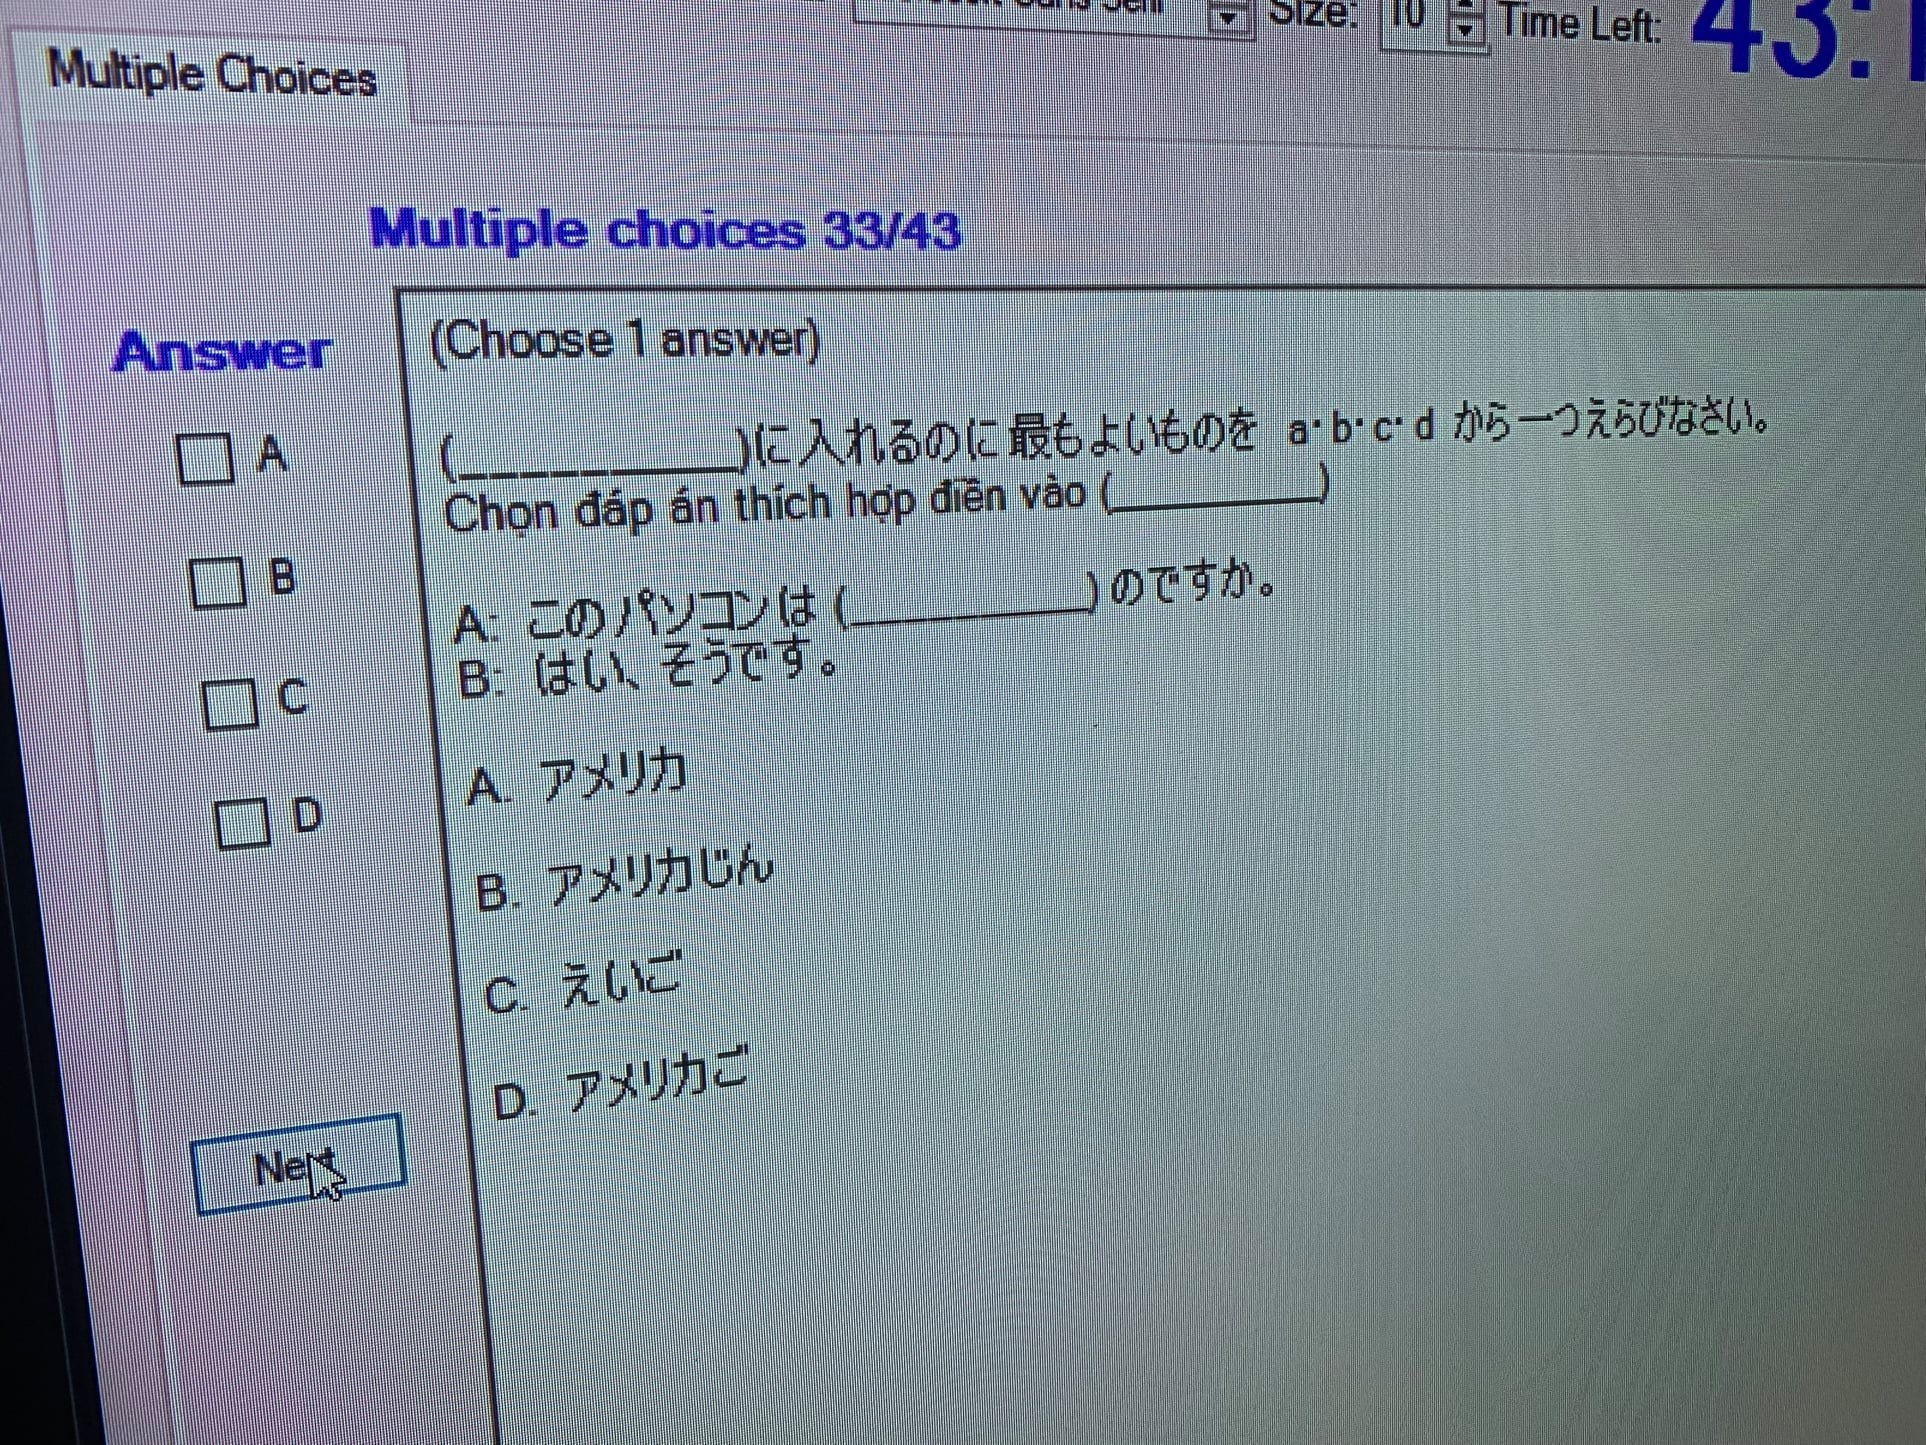 Size: 10 Time Left: 43:
Multiple Choices
Multiple choices 33/43
Answer
(Choose 1 answer)
(__________)に入れるのに最もよいものを a・b・c・d から一つえらびなさい。
Chọn đáp án thích hợp điền vào (________)
A: このパソコンは (________) のですか。
B: はい、そうです。
A
B
C
D
A. アメリカ
B. アメリカじん
C. えいご
D. アメリカご
Next